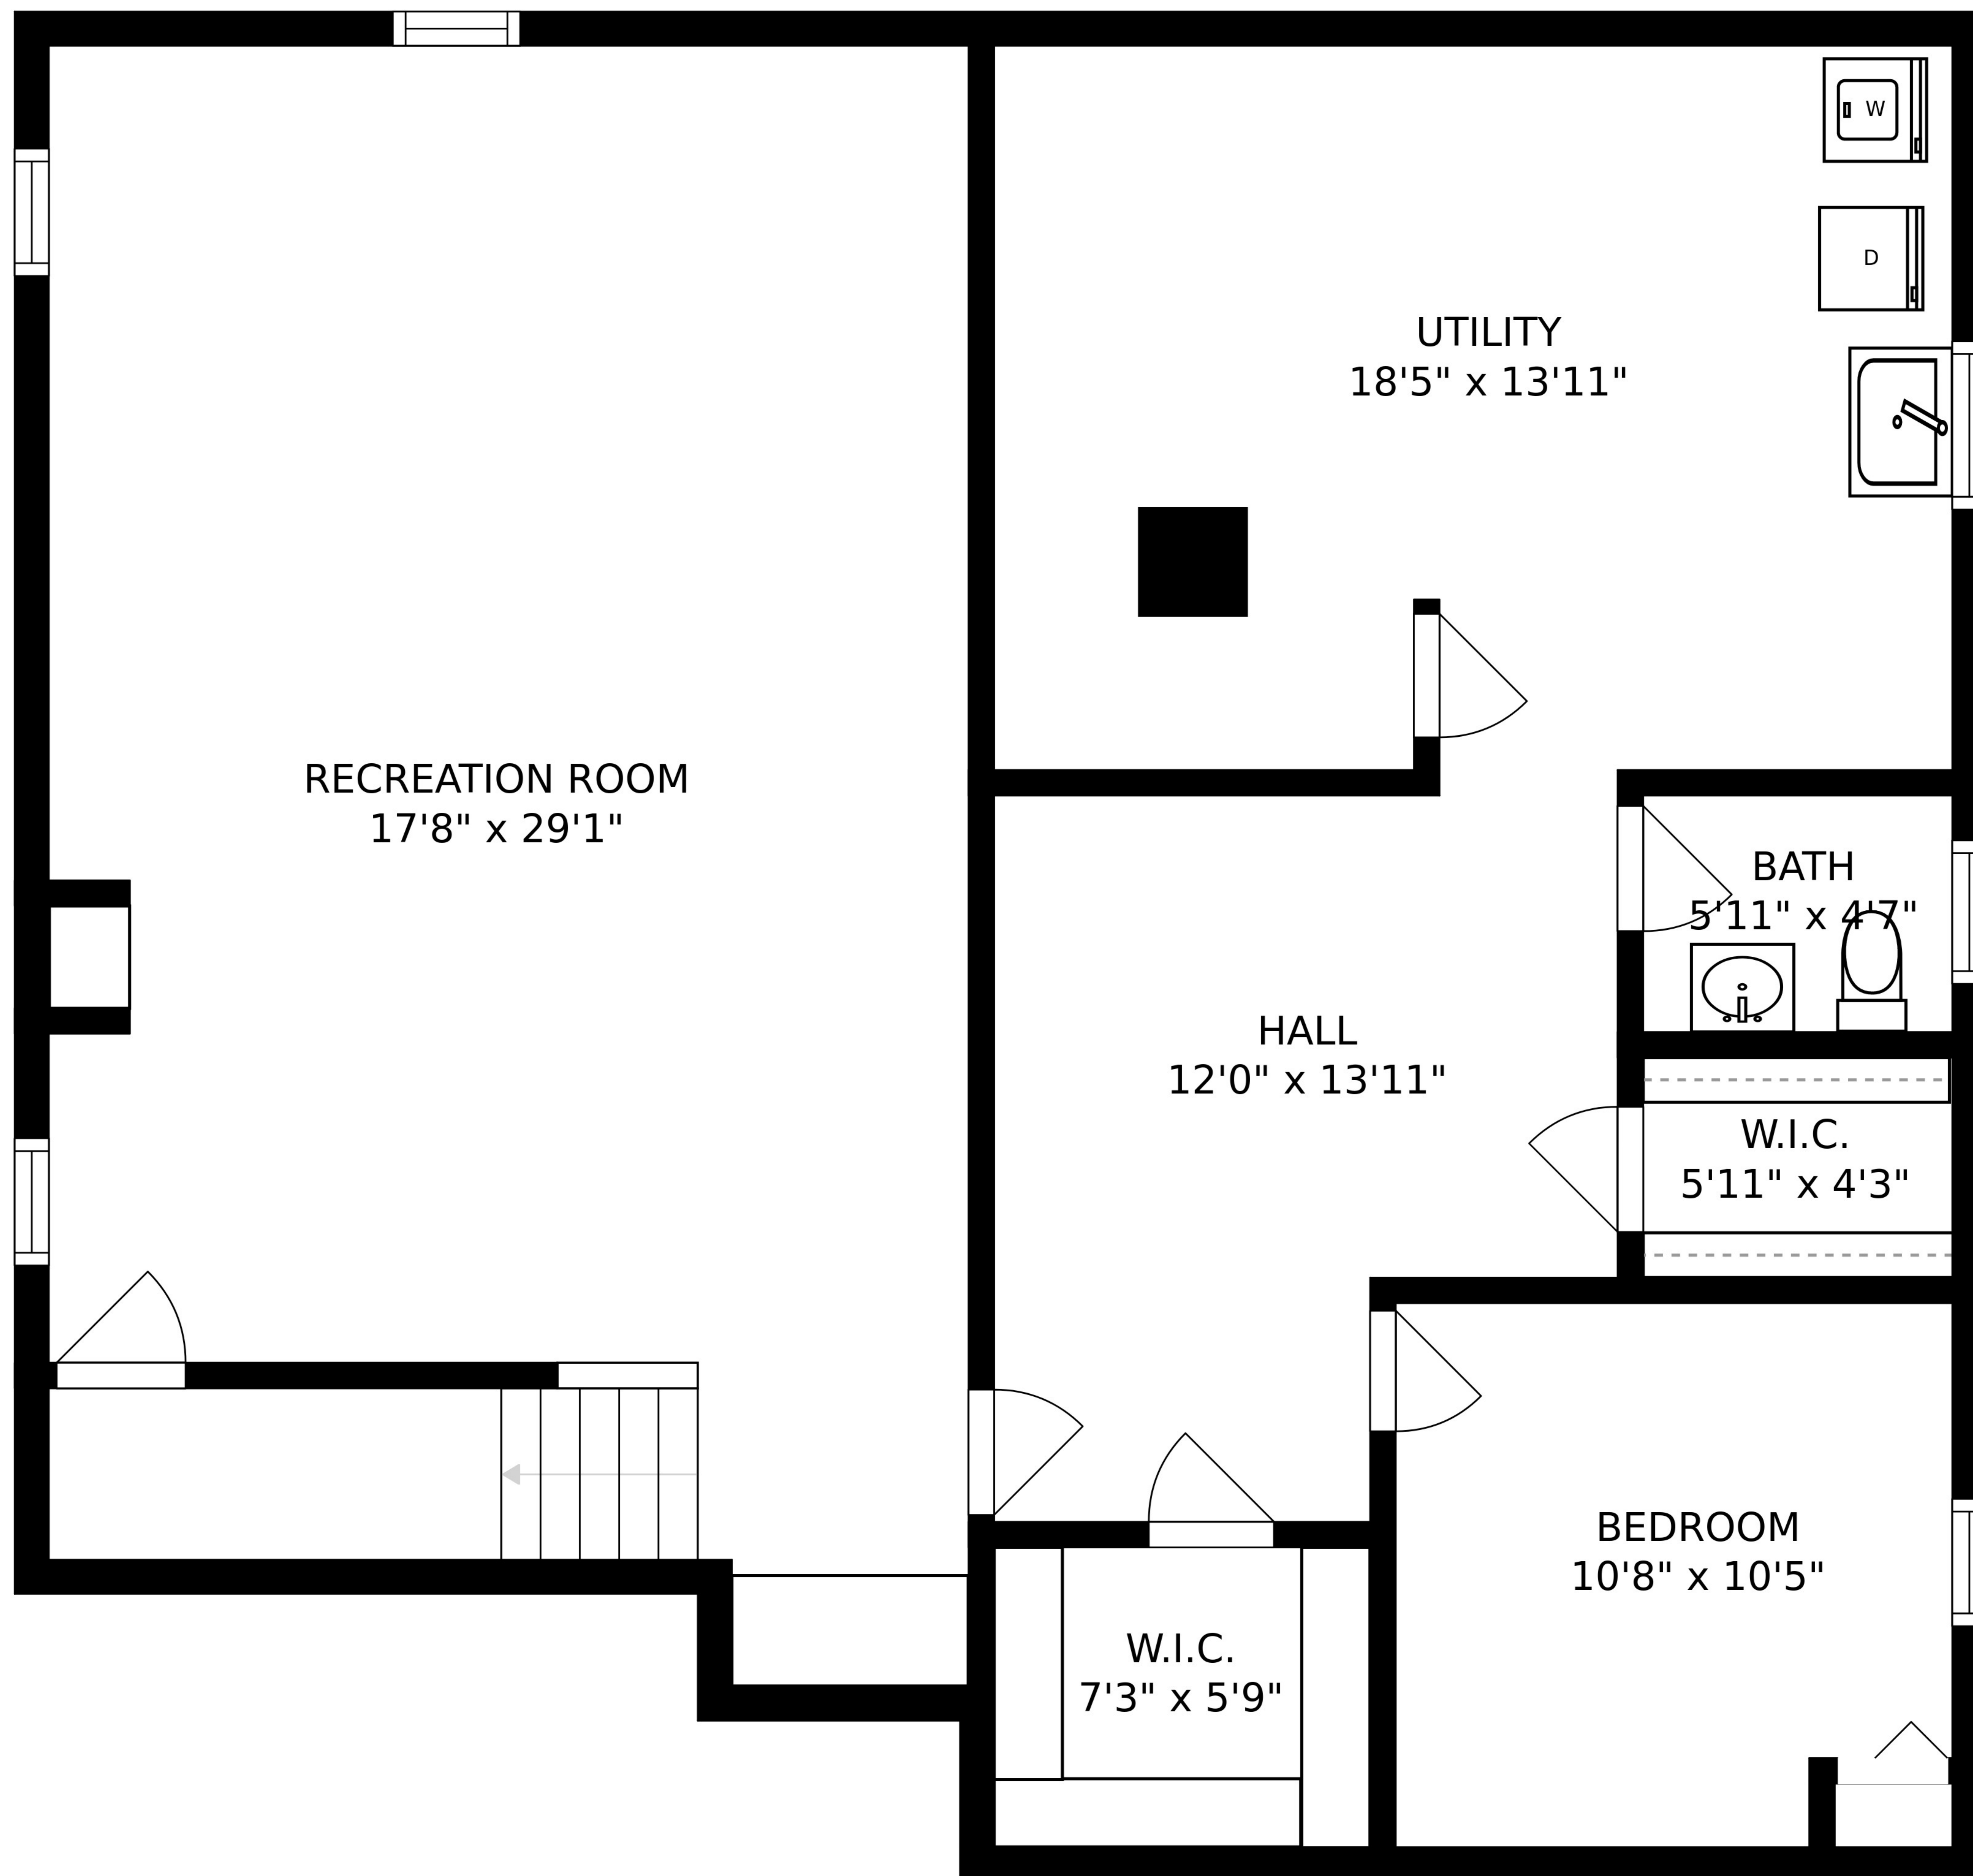 W
D
UTILITY
18'5" x 13'11"
RECREATION ROOM
17'8" x 29'1"
BATH
5'11" x 4'7"
HALL
12'0" x 13'11"
W.I.C.
5'11" x 4'3"
BEDROOM
10'8" x 10'5"
W.I.C.
7'3" x 5'9"